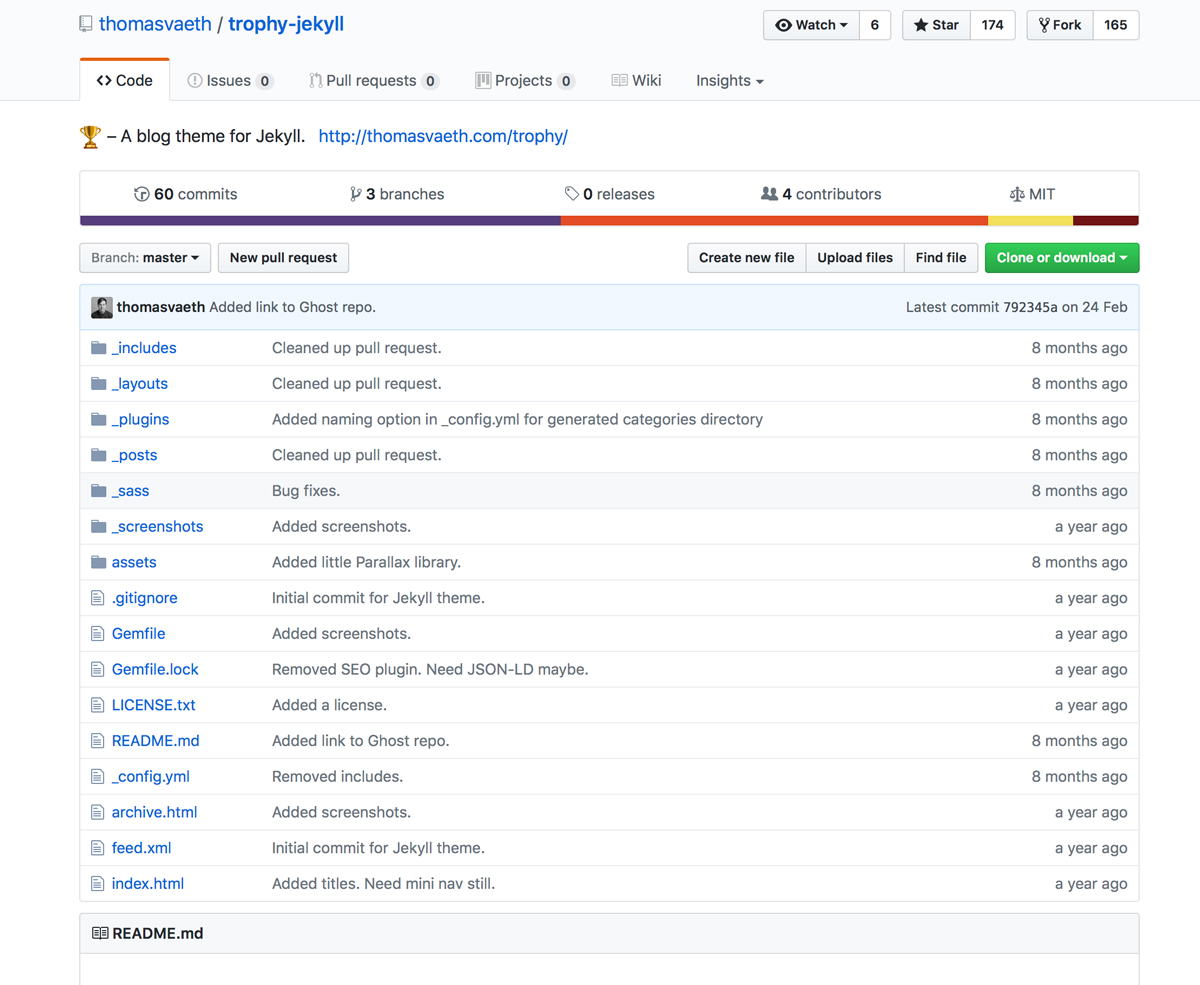 thomasvaeth / trophy-jekyll
Watch 6 Star 174 Fork 165
Code Issues 0 Pull requests 0 Projects 0 Wiki Insights
– A blog theme for Jekyll. http://thomasvaeth.com/trophy/
60 commits 3 branches 0 releases 4 contributors MIT
Branch: master New pull request Create new file Upload files Find file Clone or download
thomasvaeth Added link to Ghost repo. Latest commit 792345a on 24 Feb
_includes Cleaned up pull request. 8 months ago
_layouts Cleaned up pull request. 8 months ago
_plugins Added naming option in _config.yml for generated categories directory 8 months ago
_posts Cleaned up pull request. 8 months ago
_sass Bug fixes. 8 months ago
_screenshots Added screenshots. a year ago
assets Added little Parallax library. 8 months ago
.gitignore Initial commit for Jekyll theme. a year ago
Gemfile Added screenshots. a year ago
Gemfile.lock Removed SEO plugin. Need JSON-LD maybe. a year ago
LICENSE.txt Added a license. a year ago
README.md Added link to Ghost repo. 8 months ago
_config.yml Removed includes. 8 months ago
archive.html Added screenshots. a year ago
feed.xml Initial commit for Jekyll theme. a year ago
index.html Added titles. Need mini nav still. a year ago
README.md